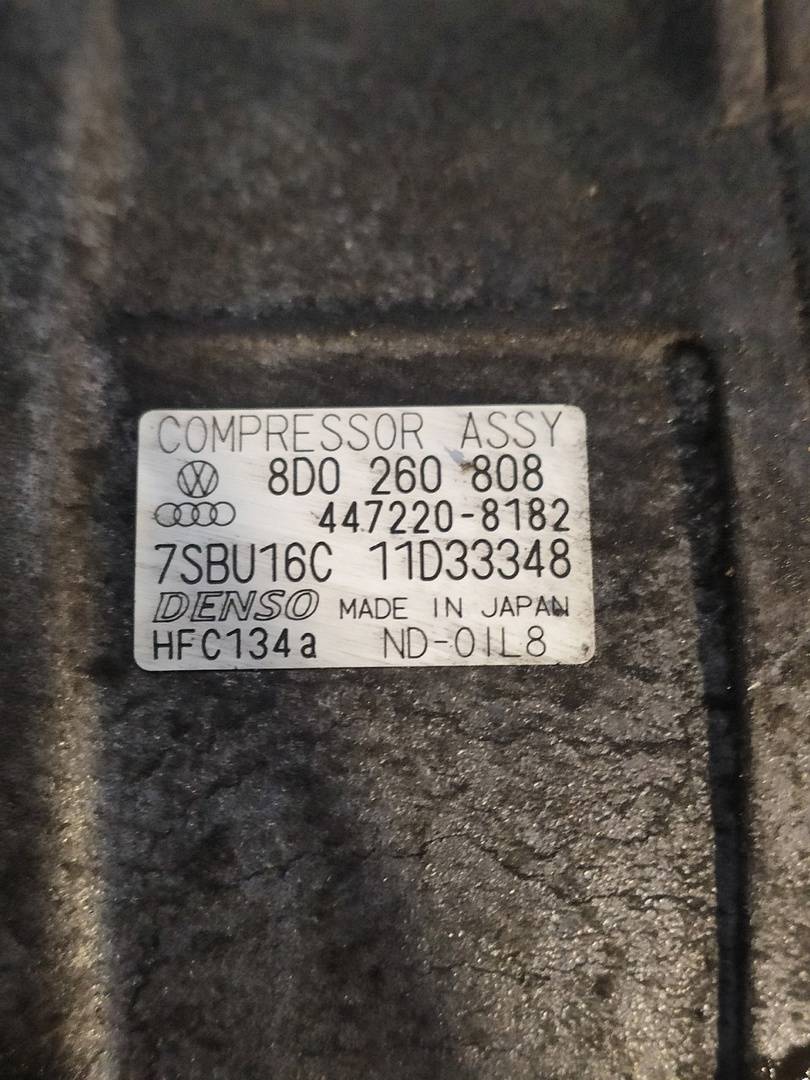 COMPRESSOR ASSY
8D0 260 808
447220-8182
7SBU16C 11D33348
DENSO MADE IN JAPAN
HFC134a ND-OIL8